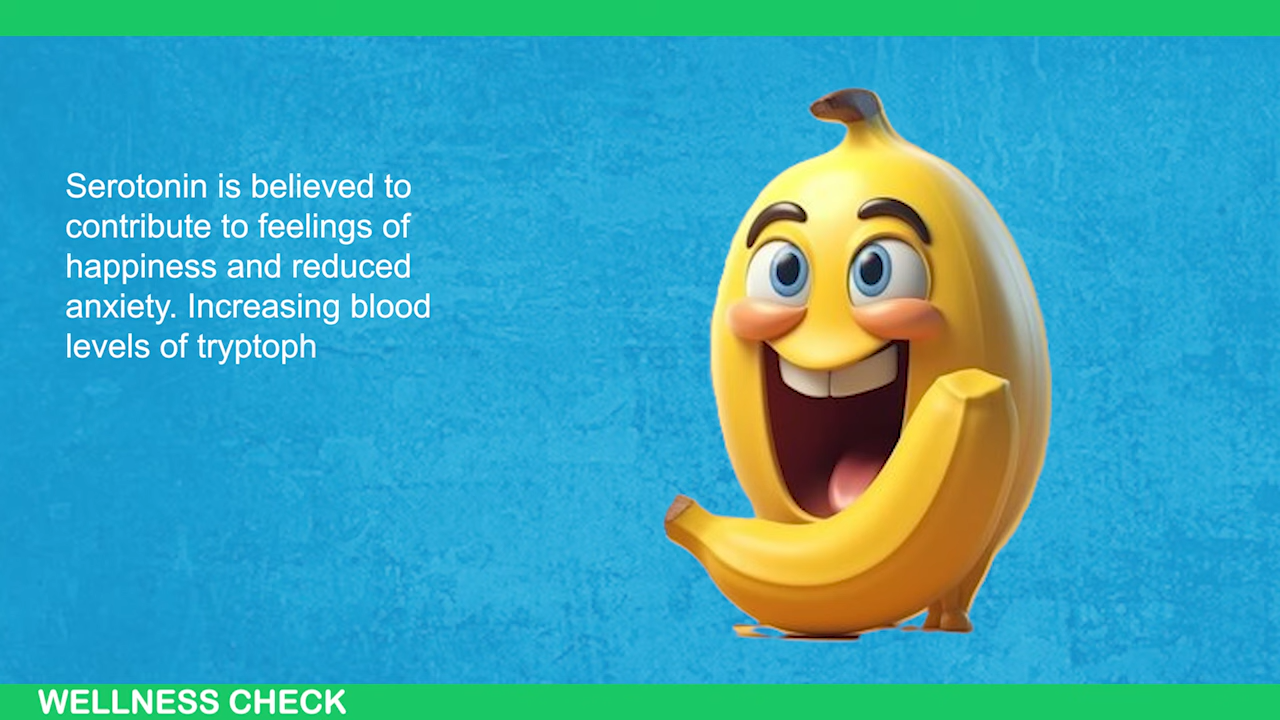 Serotonin is believed to
contribute to feelings of
happiness and reduced
anxiety. Increasing blood
levels of tryptoph
WELLNESS CHECK